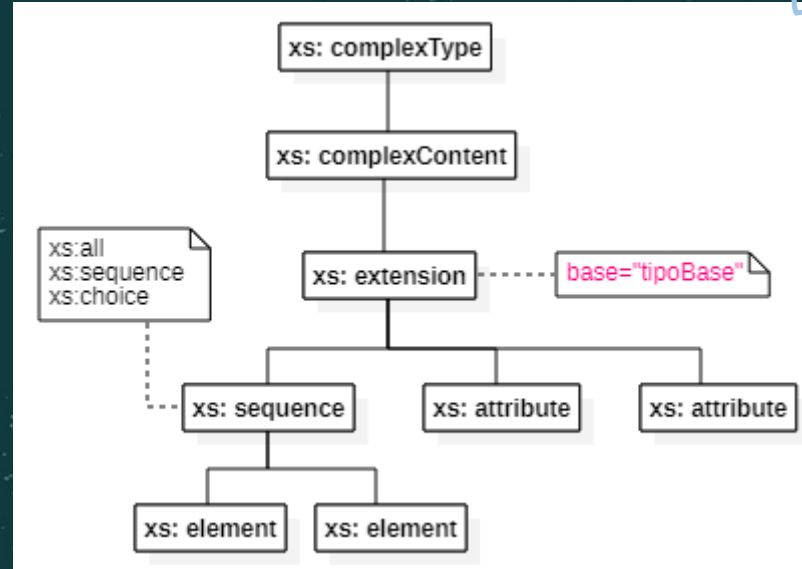 xs: complexType
xs: complexContent
xs:all
xs:sequence
xs:choice
xs: extension
base="tipoBase"
xs: sequence
xs: attribute
xs: attribute
xs: element
xs: element